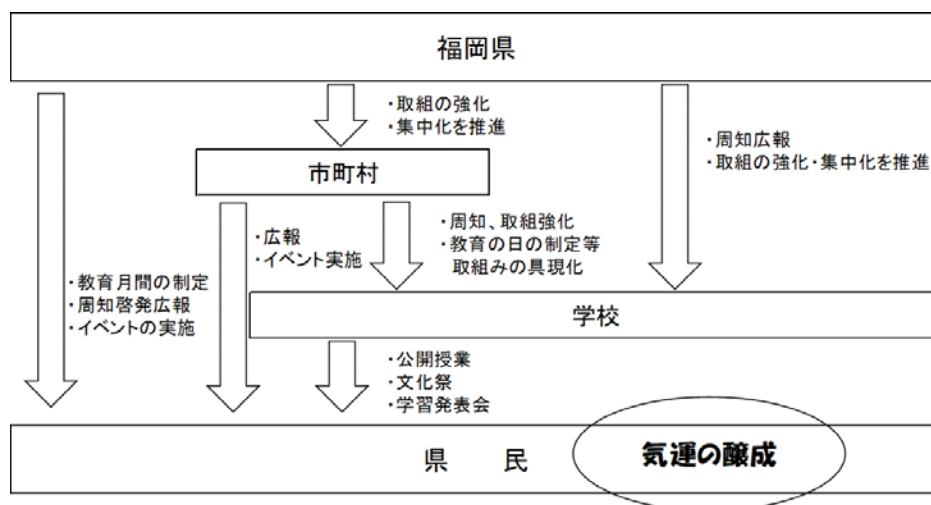 福岡県
・取組の強化
・集中化を推進
・周知広報
・取組の強化・集中化を推進
市町村
・周知、取組強化
・教育の日の制定等
取組みの具現化
・広報
・イベント実施
・教育月間の制定
・周知啓発広報
・イベントの実施
学校
・公開授業
・文化祭
・学習発表会
県　民
気運の醸成